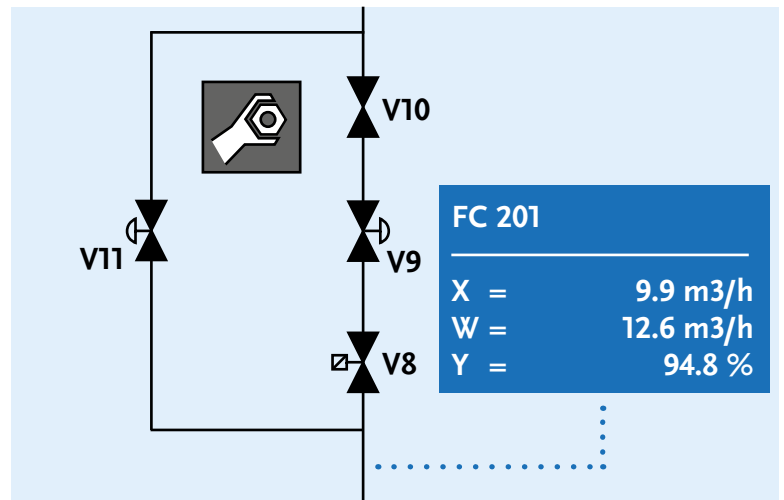 V10
V11
V9
V8
FC 201
X = 9.9 m3/h
W = 12.6 m3/h
Y = 94.8 %